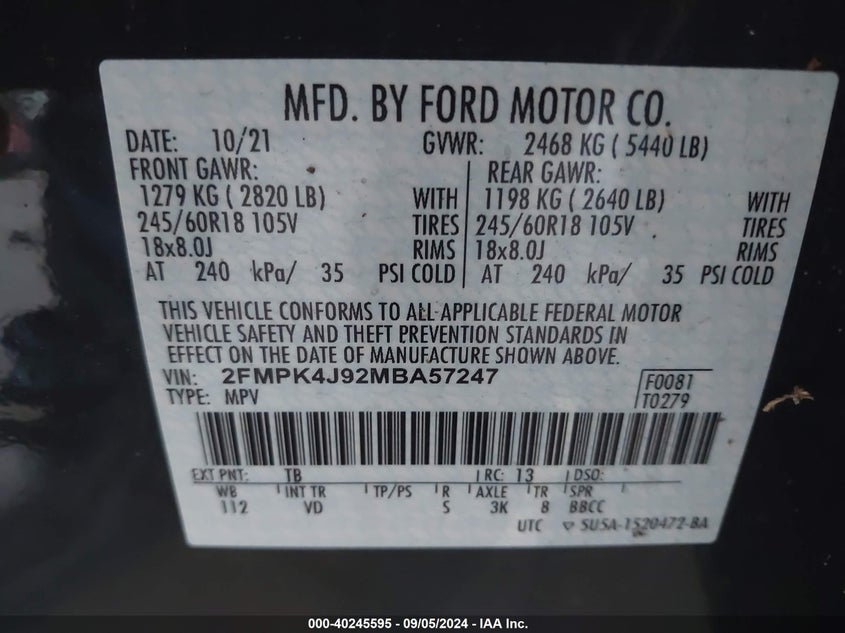 MFD. BY FORD MOTOR CO.
DATE: 10/21 GVWR: 2468 KG ( 5440 LB)
FRONT GAWR: REAR GAWR:
1279 KG ( 2820 LB) WITH 1198 KG ( 2640 LB) WITH
245/60R18 105V TIRES 245/60R18 105V TIRES
18x8.0J RIMS 18x8.0J RIMS
AT 240 kPa/ 35 PSI COLD AT 240 kPa/ 35 PSI COLD
THIS VEHICLE CONFORMS TO ALL APPLICABLE FEDERAL MOTOR
VEHICLE SAFETY AND THEFT PREVENTION STANDARDS IN
EFFECT ON THE DATE OF MANUFACTURE SHOWN ABOVE.
VIN: 2FMPK4J92MBA57247 F0081
TYPE: MPV T0279
EXT PNT: TB RC: 13 DSO:
WB INT TR TP/PS R AXLE TR SPR
112 VD S 3K 8 BBCC
UTC ▽ SU5A-1520472-BA
000-40245595 - 09/05/2024 - IAA Inc.